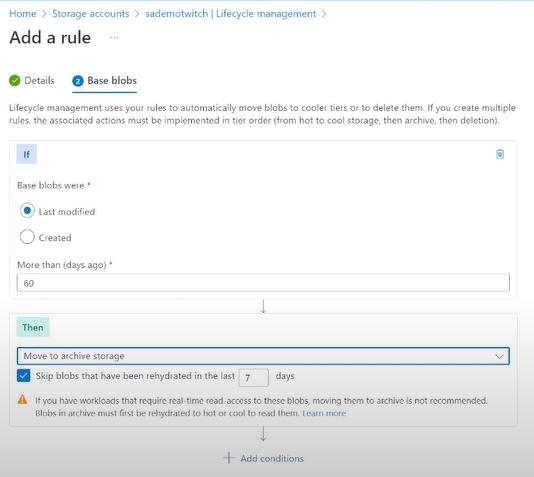 Home > Storage accounts > sademotwitch | Lifecycle management >
Add a rule ...
Details 2 Base blobs
Lifecycle management uses your rules to automatically move blobs to cooler tiers or to delete them. If you create multiple
rules, the associated actions must be implemented in tier order (from hot to cool storage, then archive, then deletion).
If
Base blobs were *
Last modified
Created
More than (days ago) *
60
Then
Move to archive storage
Skip blobs that have been rehydrated in the last 7 days
If you have workloads that require real-time read-access to these blobs, moving them to archive is not recommended.
Blobs in archive must first be rehydrated to hot or cool to read them. Learn more
+ Add conditions